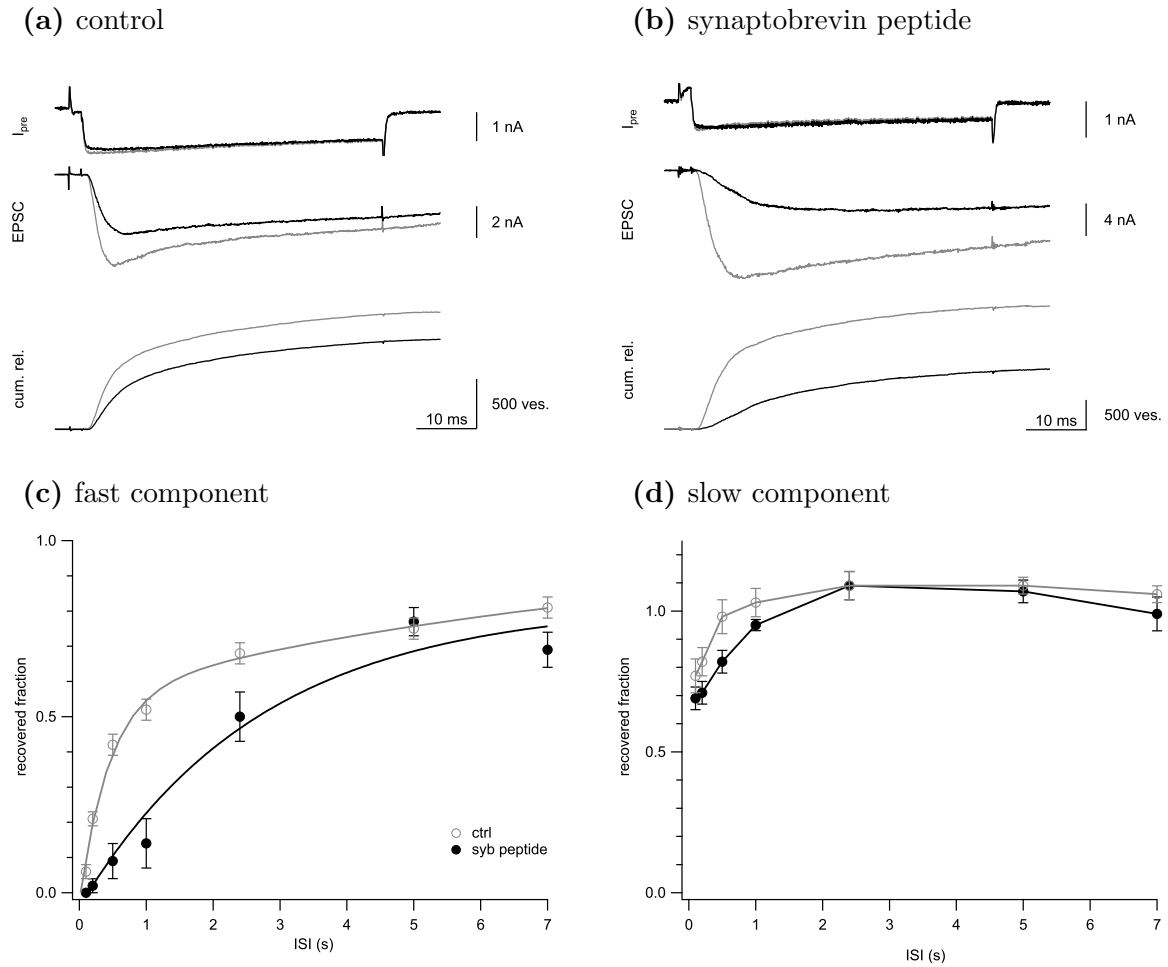 (a) control
(b) synaptobrevin peptide
Ipre
1 nA
EPSC
2 nA
cum. rel.
500 ves.
10 ms
Ipre
1 nA
EPSC
4 nA
cum. rel.
500 ves.
10 ms
(c) fast component
(d) slow component
recovered fraction
1.0
0.5
0.0
ctrl
syb peptide
0 1 2 3 4 5 6 7
ISI (s)
recovered fraction
1.0
0.5
0.0
0 1 2 3 4 5 6 7
ISI (s)